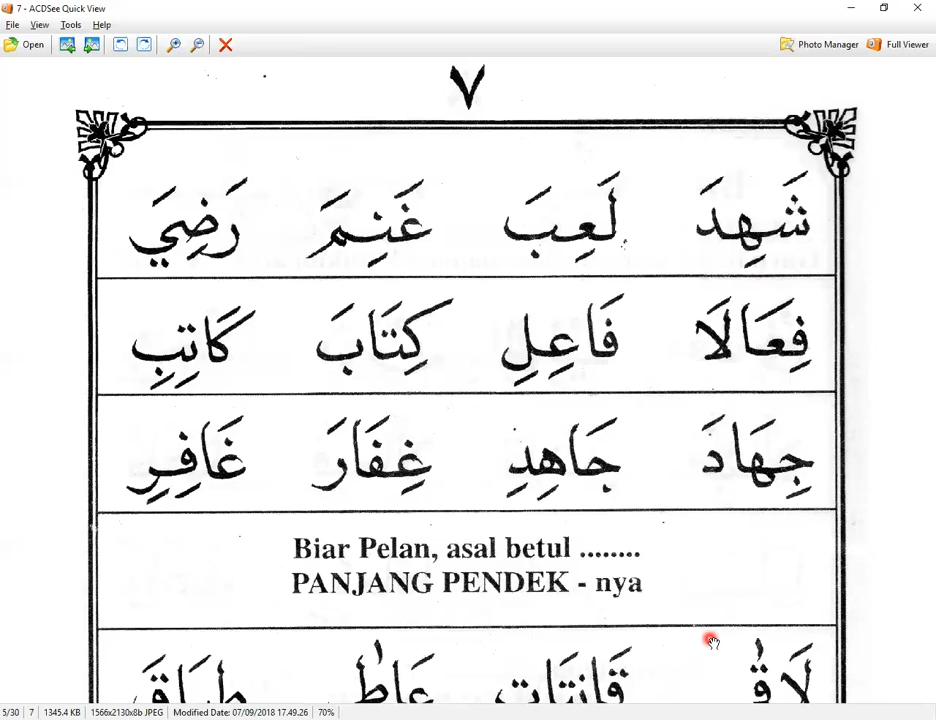 7 - ACDSee Quick View
File View Tools Help
Open Photo Manager Full Viewer
٧
شَهِدَ لَعِبَ غَنِمَ رَضِيَ
فِعَالَا فَاعِلِ كِتَابَ كَاتِبِ
جِهَادَ جَاهِدِ غِفَارَ غَافِرِ
Biar Pelan, asal betul ........
PANJANG PENDEK - nya
قَانِتَاتِ
5/30 7 1345.4 KB 1566x2130x8b JPEG Modified Date: 07/09/2018 17.49.26 70%